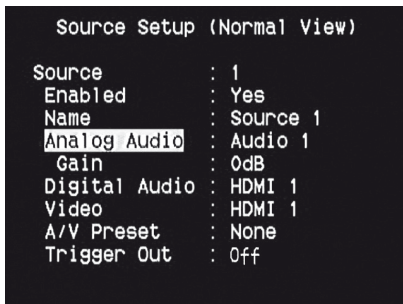 Source Setup (Normal View)
Source : 1
Enabled : Yes
Name : Source 1
Analog Audio : Audio 1
Gain : 0dB
Digital Audio : HDMI 1
Video : HDMI 1
A/V Preset : None
Trigger Out : Off